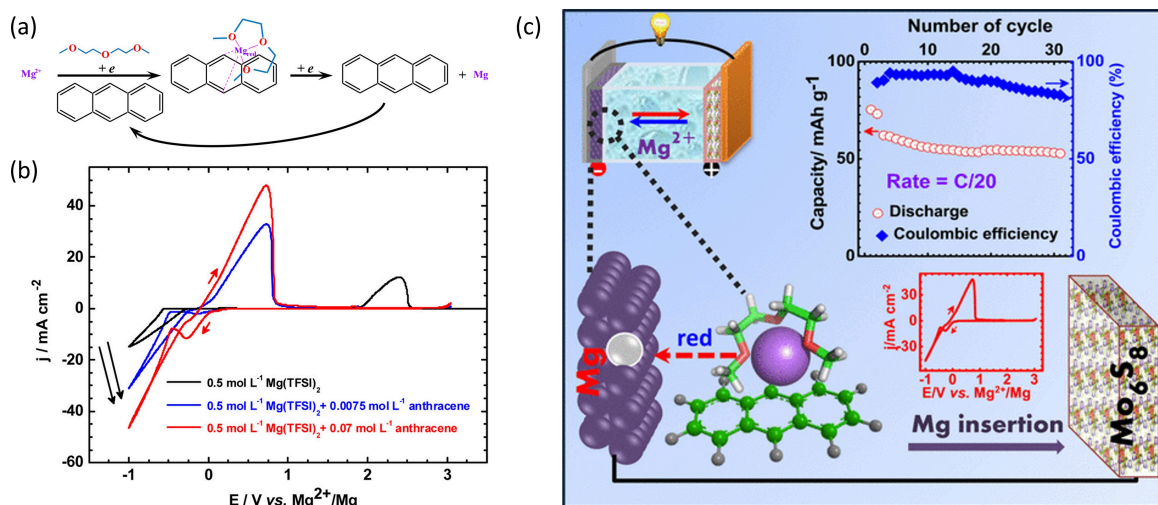 (a)
O
O
O
Mg²⁺
+ e
O
O
Mg
O
+ e
+ Mg
(b)
j / mA cm⁻²
40
20
0
-20
-40
-60
0.5 mol L⁻¹ Mg(TFSI)₂
0.5 mol L⁻¹ Mg(TFSI)₂+ 0.0075 mol L⁻¹ anthracene
0.5 mol L⁻¹ Mg(TFSI)₂+ 0.07 mol L⁻¹ anthracene
-1 0 1 2 3
E / V vs. Mg²⁺/Mg
(c)
Mg²⁺
Number of cycle
0 10 20 30
Capacity/ mAh g⁻¹
100
50
0
Coulombic efficiency (%)
100
50
0
Rate = C/20
Discharge
Coulombic efficiency
Mg
red
j/mA cm⁻²
30
0
-30
-1 0 1 2 3
E/V vs. Mg²⁺/Mg
Mg insertion
Mo₆S₈